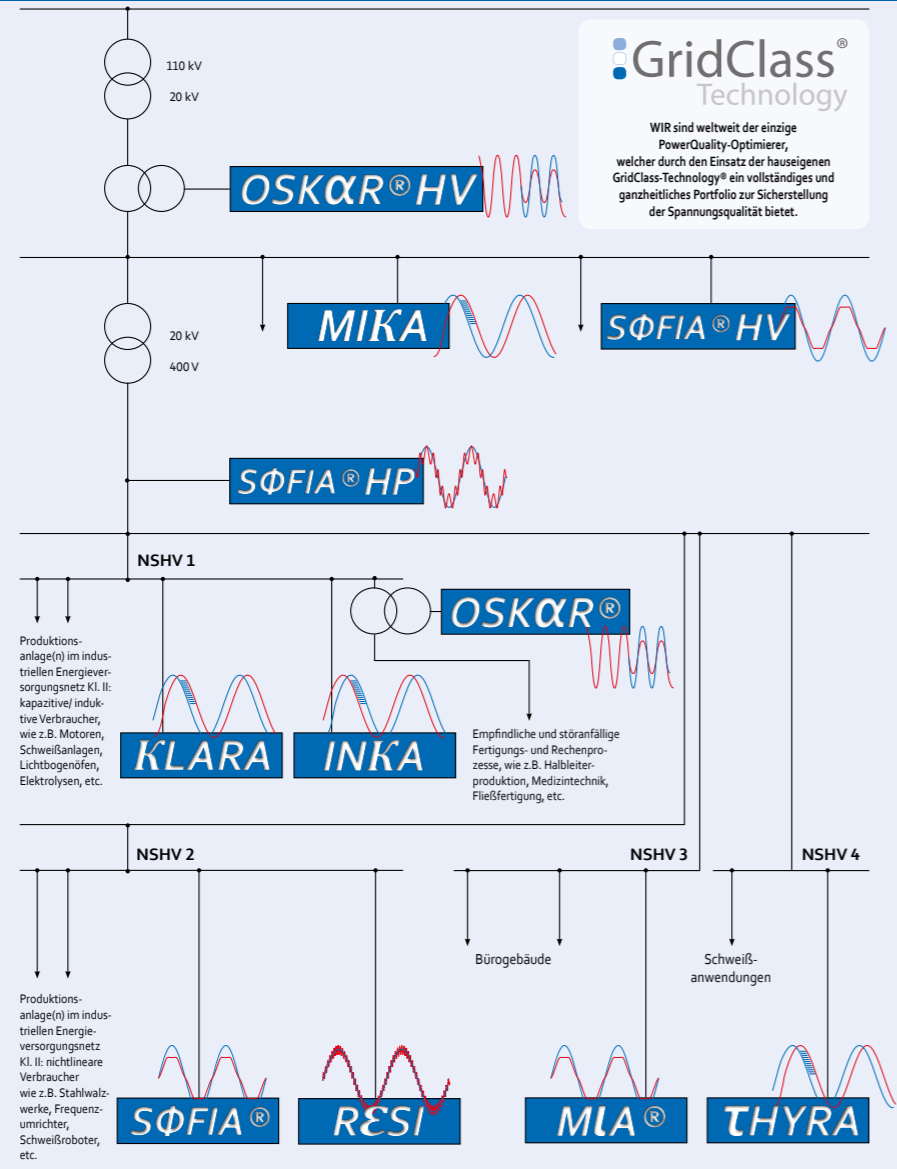 110 kV
20 kV
GridClass®
Technology
WIR sind weltweit der einzige
PowerQuality-Optimierer,
welcher durch den Einsatz der hauseigenen
GridClass-Technology® ein vollständiges und
ganzheitliches Portfolio zur Sicherstellung
der Spannungsqualität bietet.
OSKαR® HV
20 kV
400 V
MIKA
SΦFIA® HV
SΦFIA® HP
NSHV 1
OSKαR®
Produktions-
anlage(n) im indus-
triellen Energiever-
sorgungsnetz Kl. II:
kapazitive/ induk-
tive Verbraucher,
wie z.B. Motoren,
Schweißanlagen,
Lichtbogenöfen,
Elektrolysen, etc.
KLARA
INKA
Empfindliche und störanfällige
Fertigungs- und Rechenpro-
zesse, wie z.B. Halbleiter-
produktion, Medizintechnik,
Fließfertigung, etc.
NSHV 2
NSHV 3
NSHV 4
Bürogebäude
Schweiß-
anwendungen
Produktions-
anlage(n) im indus-
triellen Energie-
versorgungsnetz
Kl. II: nichtlineare
Verbraucher
wie z.B. Stahlwalz-
werke, Frequenz-
umrichter,
Schweißroboter,
etc.
SΦFIA®
RεSI
MιA®
τHYRA